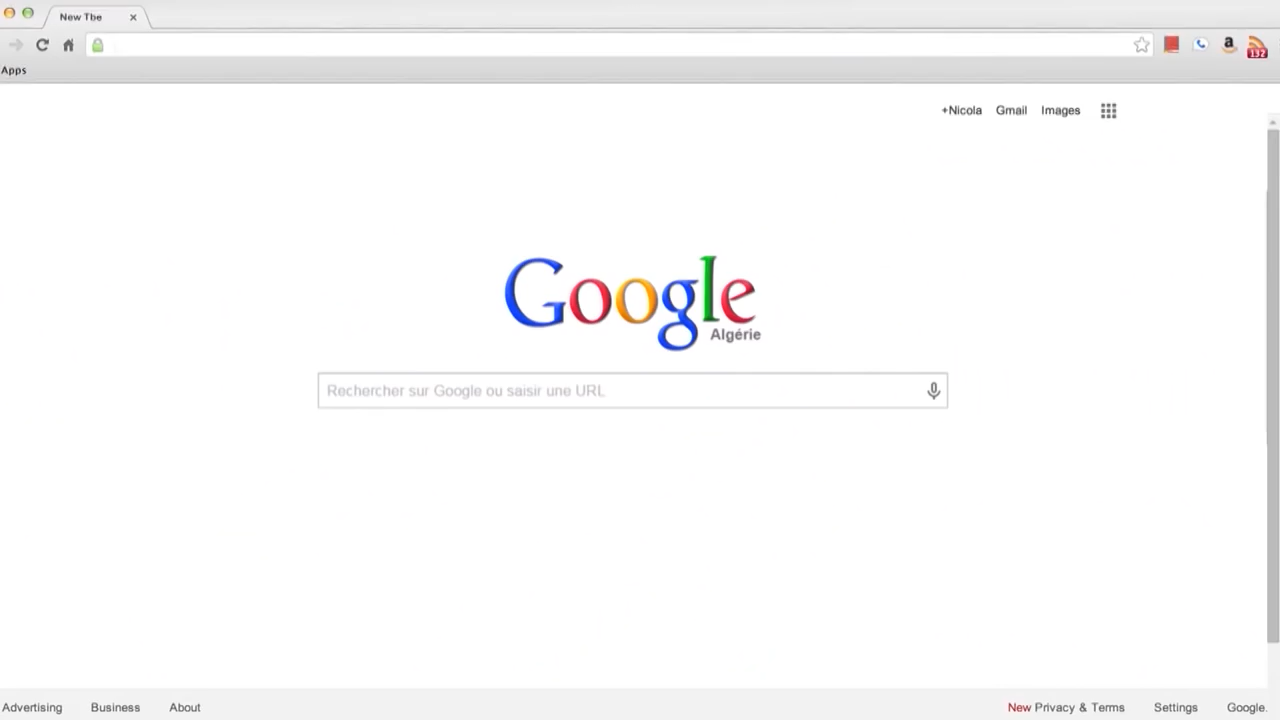 New Tbe
132
Apps
+Nicola Gmail Images
Google
Algérie
Rechercher sur Google ou saisir une URL
Advertising Business About New Privacy & Terms Settings Google.